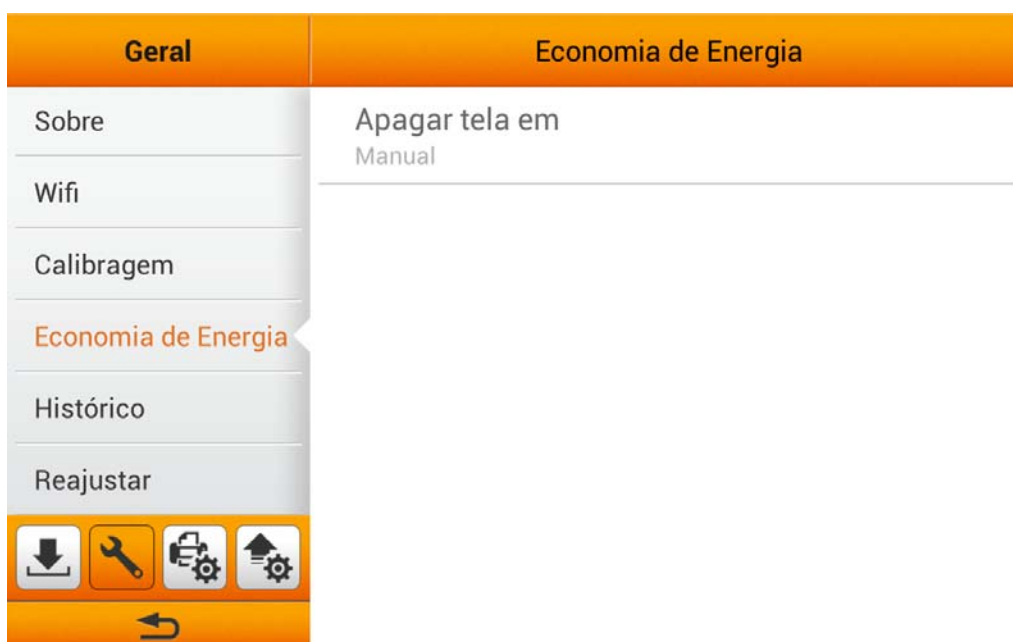 Geral
Economia de Energia
Sobre
Wifi
Calibragem
Economia de Energia
Histórico
Reajustar
Apagar tela em
Manual